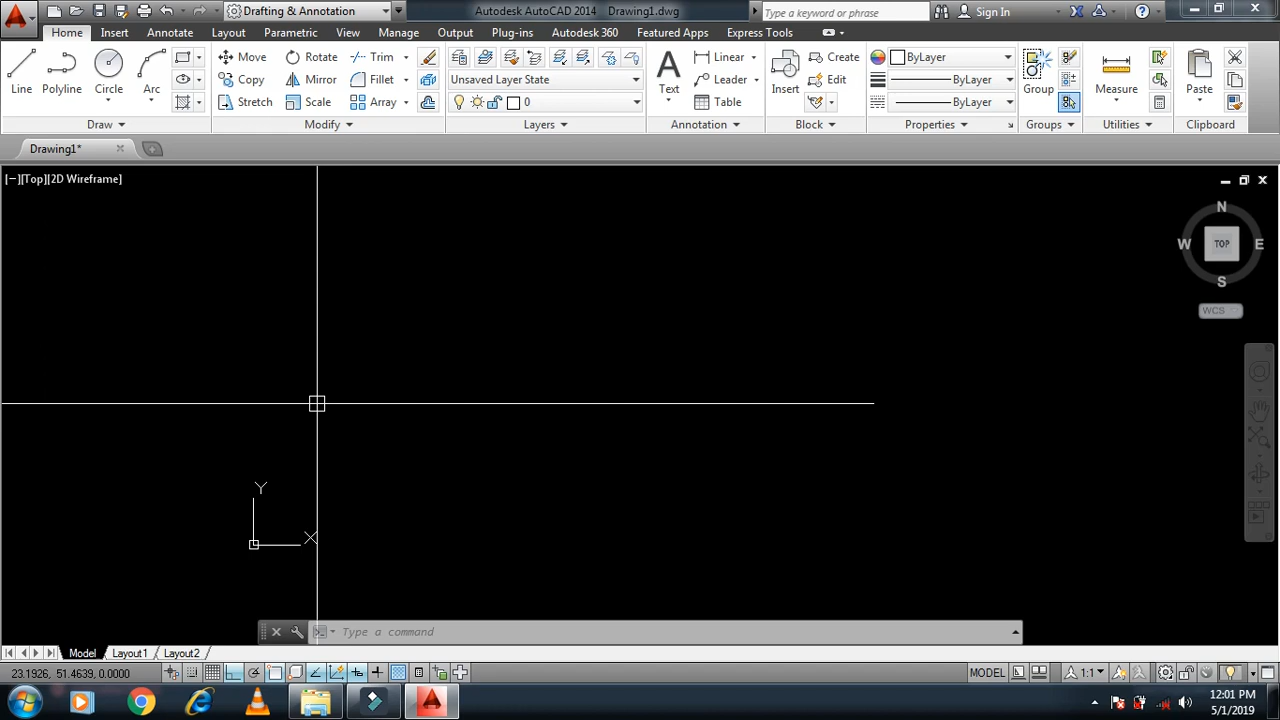 Drafting & Annotation
Autodesk AutoCAD 2014 Drawing1.dwg
Type a keyword or phrase
Sign In
Home Insert Annotate Layout Parametric View Manage Output Plug-ins Autodesk 360 Featured Apps Express Tools
Line Polyline Circle Arc
Draw
Move Rotate Trim
Copy Mirror Fillet
Stretch Scale Array
Modify
Unsaved Layer State
0
Layers
Text
Linear
Leader
Table
Annotation
Insert
Create
Edit
Block
ByLayer
ByLayer
ByLayer
Properties
Group
Groups
Measure
Utilities
Paste
Clipboard
Drawing1*
[−][Top][2D Wireframe]
N
W TOP E
S
WCS
Y
X
Type a command
Model Layout1 Layout2
23.1926, 51.4639, 0.0000
MODEL
1:1
12:01 PM
5/1/2019